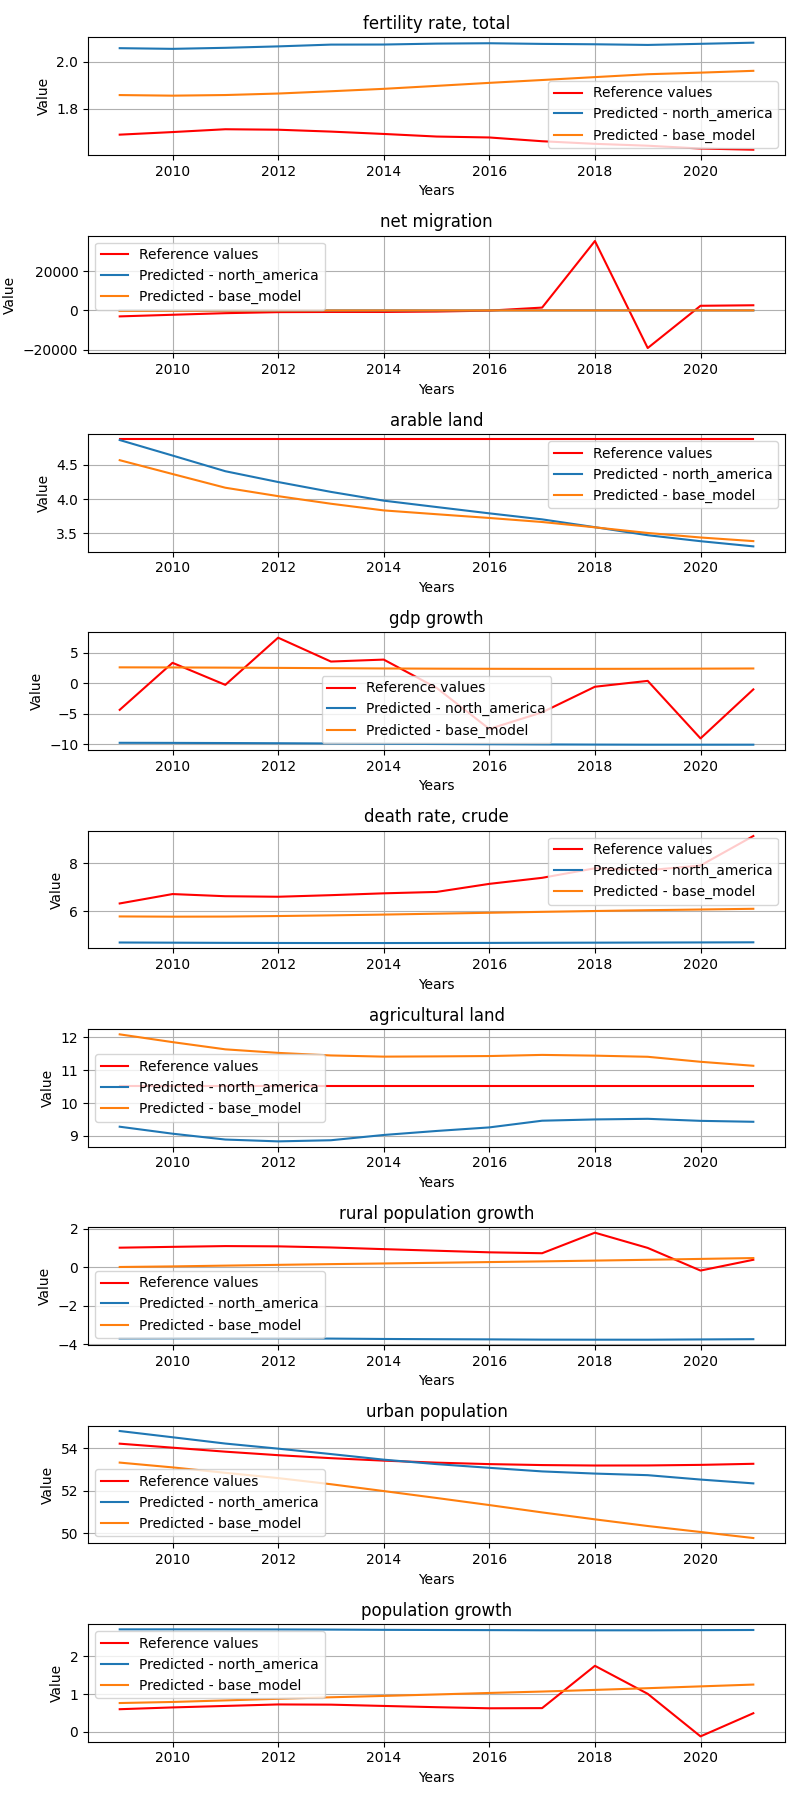 fertility rate, total
2.0
1.8
Value
Reference values
Predicted - north_america
Predicted - base_model
2010 2012 2014 2016 2018 2020
Years
net migration
20000
0
−20000
Value
Reference values
Predicted - north_america
Predicted - base_model
2010 2012 2014 2016 2018 2020
Years
arable land
4.5
4.0
3.5
Value
Reference values
Predicted - north_america
Predicted - base_model
2010 2012 2014 2016 2018 2020
Years
gdp growth
5
0
−5
−10
Value
Reference values
Predicted - north_america
Predicted - base_model
2010 2012 2014 2016 2018 2020
Years
death rate, crude
8
6
Value
Reference values
Predicted - north_america
Predicted - base_model
2010 2012 2014 2016 2018 2020
Years
agricultural land
12
11
10
9
Value
Reference values
Predicted - north_america
Predicted - base_model
2010 2012 2014 2016 2018 2020
Years
rural population growth
2
0
−2
−4
Value
Reference values
Predicted - north_america
Predicted - base_model
2010 2012 2014 2016 2018 2020
Years
urban population
54
52
50
Value
Reference values
Predicted - north_america
Predicted - base_model
2010 2012 2014 2016 2018 2020
Years
population growth
2
1
0
Value
Reference values
Predicted - north_america
Predicted - base_model
2010 2012 2014 2016 2018 2020
Years